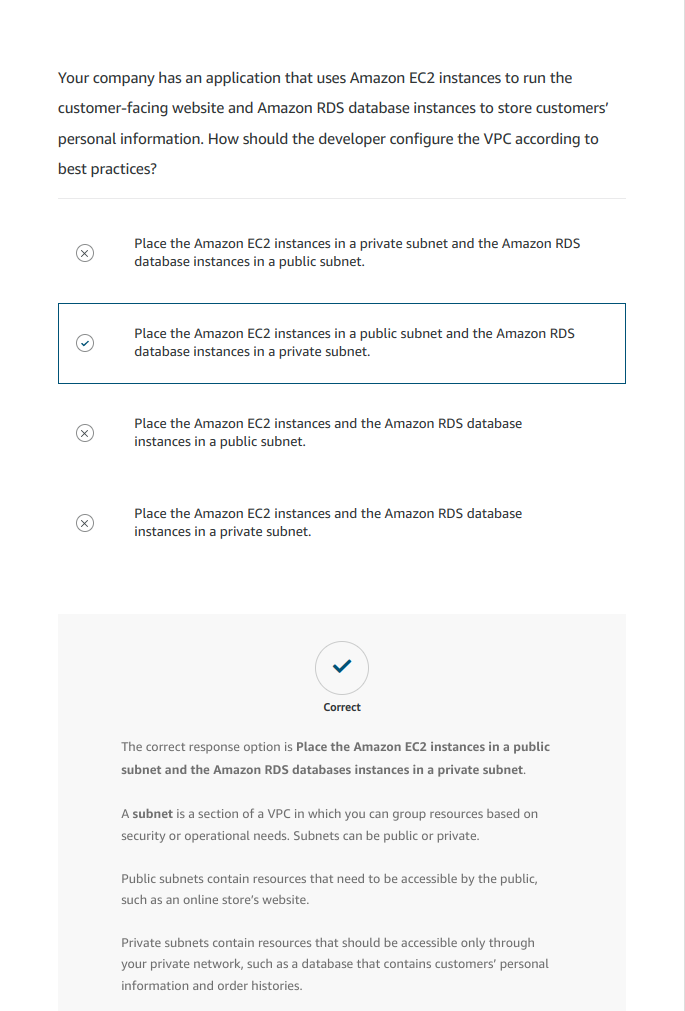 Your company has an application that uses Amazon EC2 instances to run the
customer-facing website and Amazon RDS database instances to store customers’
personal information. How should the developer configure the VPC according to
best practices?
Place the Amazon EC2 instances in a private subnet and the Amazon RDS
database instances in a public subnet.
Place the Amazon EC2 instances in a public subnet and the Amazon RDS
database instances in a private subnet.
Place the Amazon EC2 instances and the Amazon RDS database
instances in a public subnet.
Place the Amazon EC2 instances and the Amazon RDS database
instances in a private subnet.
Correct
The correct response option is Place the Amazon EC2 instances in a public
subnet and the Amazon RDS databases instances in a private subnet.
A subnet is a section of a VPC in which you can group resources based on
security or operational needs. Subnets can be public or private.
Public subnets contain resources that need to be accessible by the public,
such as an online store’s website.
Private subnets contain resources that should be accessible only through
your private network, such as a database that contains customers’ personal
information and order histories.